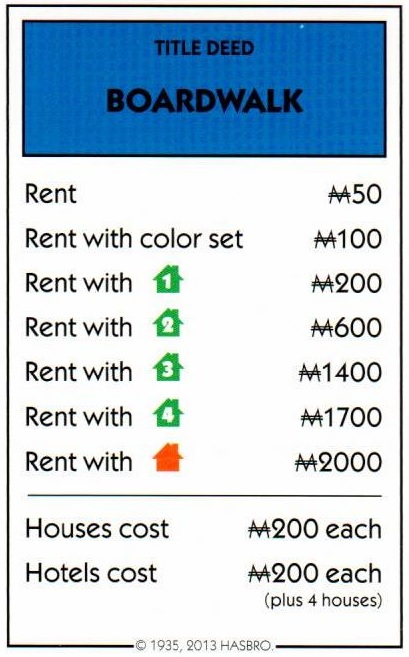 TITLE DEED
BOARDWALK
Rent ₩50
Rent with color set ₩100
Rent with 1 ₩200
Rent with 2 ₩600
Rent with 3 ₩1400
Rent with 4 ₩1700
Rent with ₩2000
Houses cost ₩200 each
Hotels cost ₩200 each
(plus 4 houses)
© 1935, 2013 HASBRO.